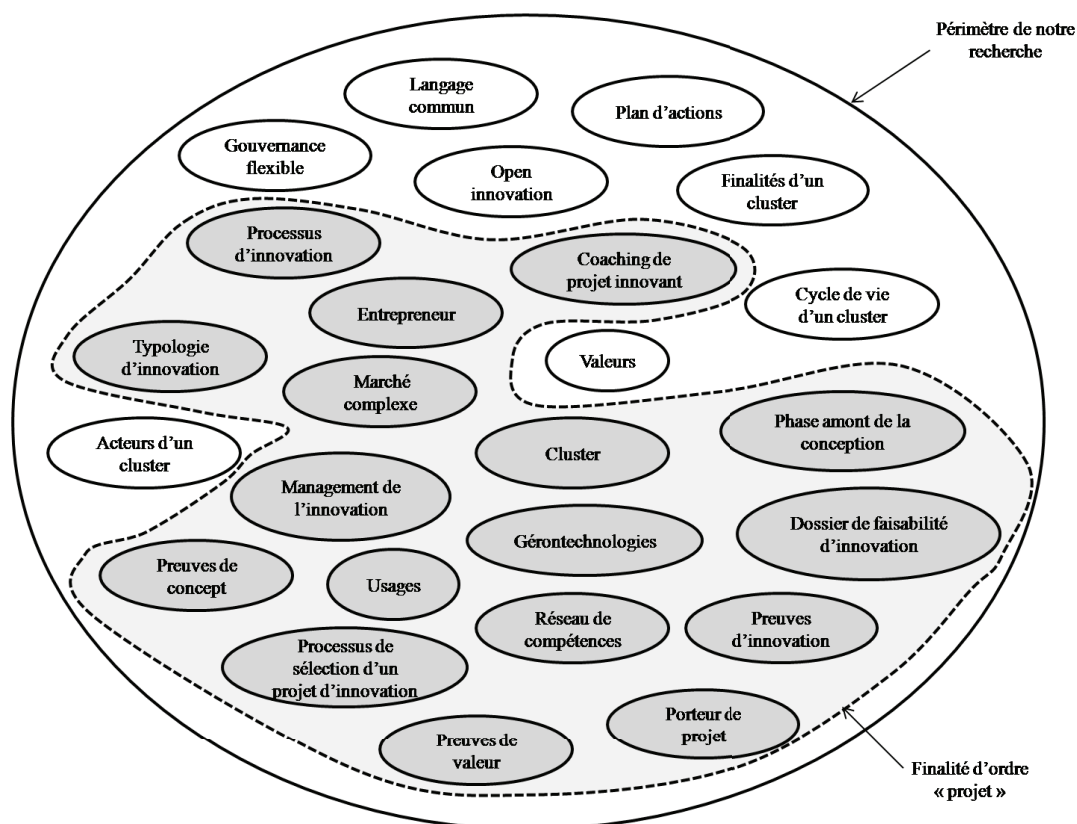 Périmètre de notre
recherche
Langage
commun
Plan d'actions
Gouvernance
flexible
Open
innovation
Finalités d'un
cluster
Processus
d'innovation
Coaching de
projet innovant
Entrepreneur
Cycle de vie
d'un cluster
Typologie
d'innovation
Valeurs
Marché
complexe
Phase amont de la
conception
Acteurs d'un
cluster
Cluster
Management de
l'innovation
Dossier de faisabilité
d'innovation
Gérontechnologies
Preuves de
concept
Usages
Réseau de
compétences
Preuves
d'innovation
Processus de
sélection d'un
projet d'innovation
Porteur de
projet
Preuves de
valeur
Finalité d'ordre
« projet »